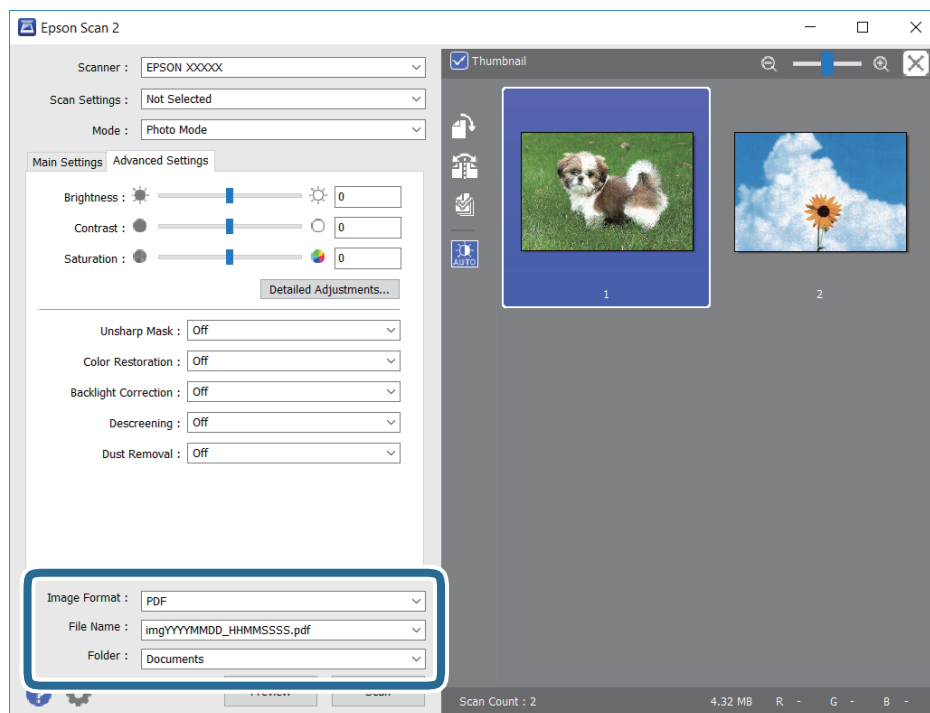 Epson Scan 2
Scanner : EPSON XXXXX
Scan Settings : Not Selected
Mode : Photo Mode
Main Settings Advanced Settings
Brightness : 0
Contrast : 0
Saturation : 0
Detailed Adjustments...
Unsharp Mask : Off
Color Restoration : Off
Backlight Correction : Off
Descreening : Off
Dust Removal : Off
Image Format : PDF
File Name : imgYYYYMMDD_HHMMSSSS.pdf
Folder : Documents
Preview Scan
Thumbnail
AUTO
1 2
Scan Count : 2 4.32 MB R - G - B -